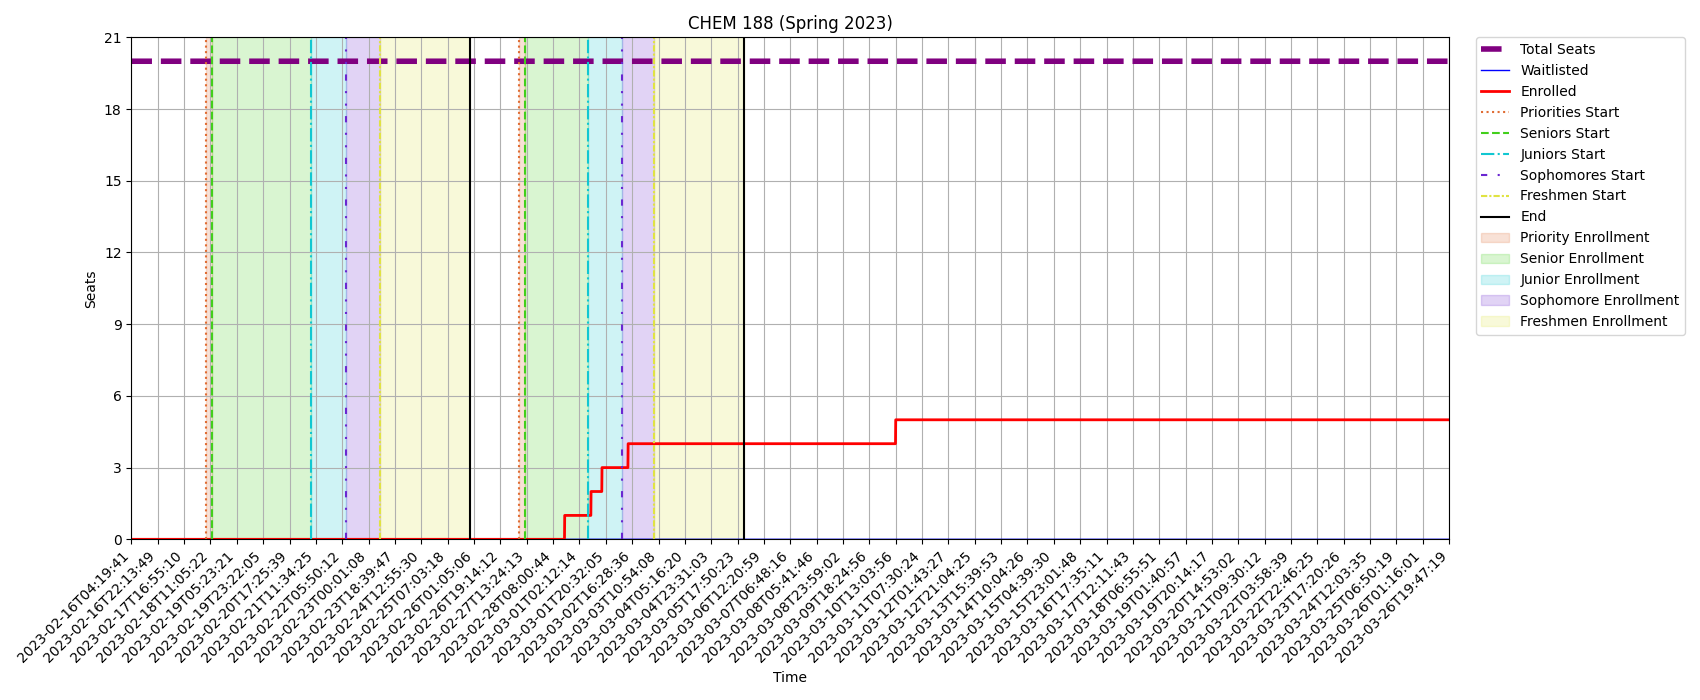 CHEM 188 (Spring 2023)
Seats
21
18
15
12
9
6
3
0
2023-02-16T04:19:41
2023-02-16T22:13:49
2023-02-17T16:55:10
2023-02-18T11:05:22
2023-02-19T05:23:21
2023-02-19T23:22:05
2023-02-20T17:25:39
2023-02-21T11:34:25
2023-02-22T05:50:12
2023-02-23T00:01:08
2023-02-23T18:39:47
2023-02-24T12:55:30
2023-02-25T07:03:18
2023-02-26T01:05:06
2023-02-26T19:14:12
2023-02-27T13:24:13
2023-02-28T08:00:44
2023-03-01T02:12:14
2023-03-01T20:32:05
2023-03-02T16:28:36
2023-03-03T10:54:08
2023-03-04T05:16:20
2023-03-04T23:31:03
2023-03-05T17:50:23
2023-03-06T12:20:59
2023-03-07T06:48:16
2023-03-08T05:41:46
2023-03-08T23:59:02
2023-03-09T18:24:56
2023-03-10T13:03:56
2023-03-11T07:30:24
2023-03-12T01:43:27
2023-03-12T21:04:25
2023-03-13T15:39:53
2023-03-14T10:04:26
2023-03-15T04:39:30
2023-03-15T23:01:48
2023-03-16T17:35:11
2023-03-17T12:11:43
2023-03-18T06:55:51
2023-03-19T01:40:57
2023-03-19T20:14:17
2023-03-20T14:53:02
2023-03-21T09:30:12
2023-03-22T03:58:39
2023-03-22T22:46:25
2023-03-23T17:20:26
2023-03-24T12:03:35
2023-03-25T06:50:19
2023-03-26T01:16:01
2023-03-26T19:47:19
Time
Total Seats
Waitlisted
Enrolled
Priorities Start
Seniors Start
Juniors Start
Sophomores Start
Freshmen Start
End
Priority Enrollment
Senior Enrollment
Junior Enrollment
Sophomore Enrollment
Freshmen Enrollment